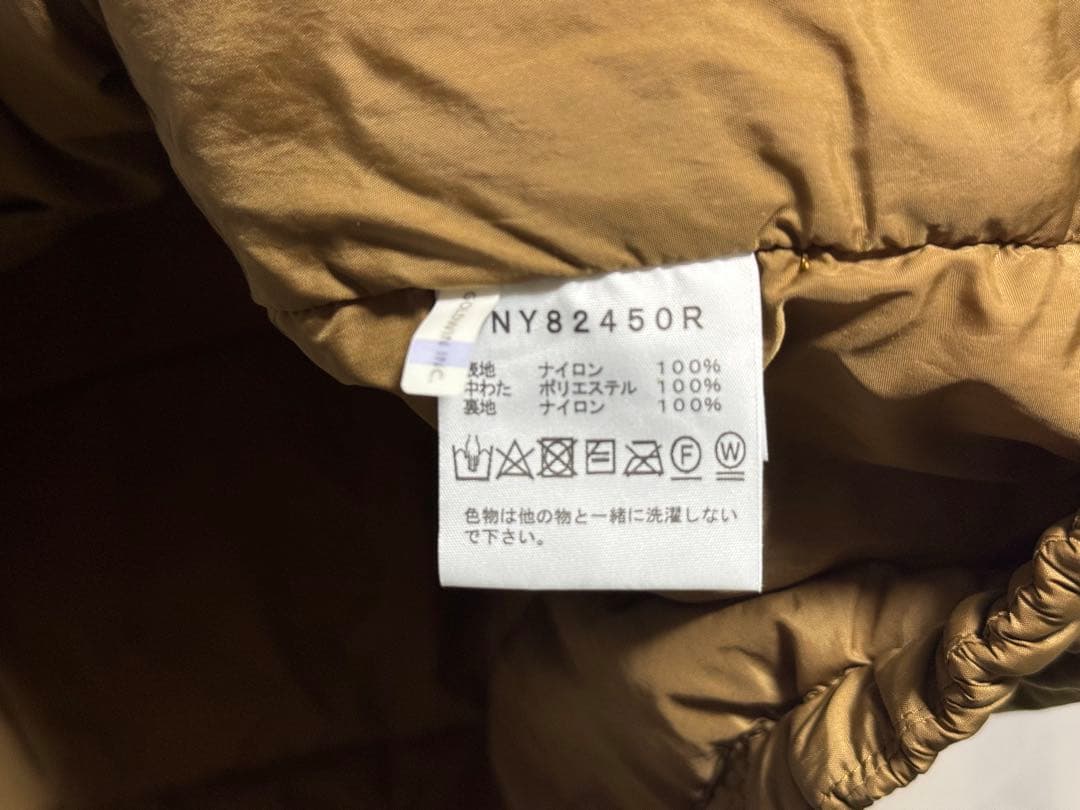 GOLDWIN INC.
NY82450R
表地 ナイロン 100%
中わた ポリエステル 100%
裏地 ナイロン 100%
F
W
色物は他の物と一緒に洗濯しない
で下さい。